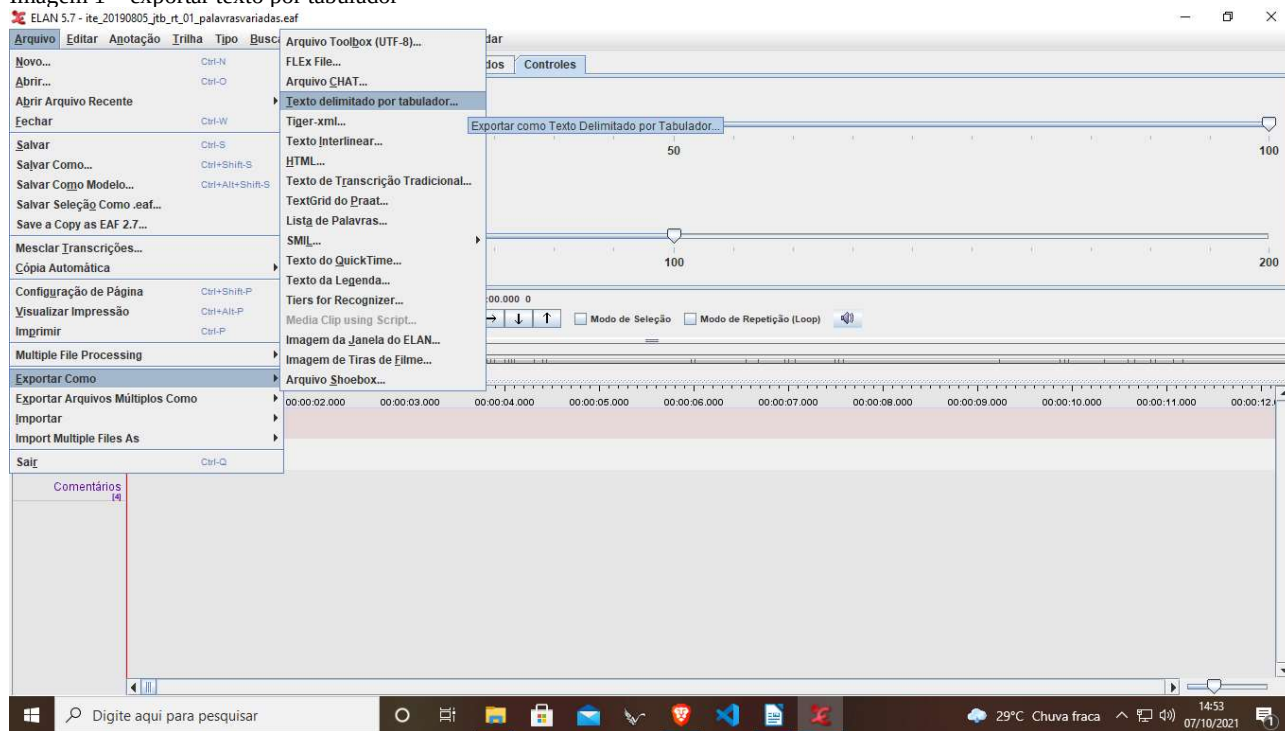 Imagem 1 – exportar texto por tabulador
ELAN 5.7 - ite_20190805_jtb_rt_01_palavrasvariadas.eaf
Arquivo Editar Anotação Trilha Tipo Busca
dar
Novo... Ctrl-N
Abrir... Ctrl-O
Abrir Arquivo Recente
Fechar Ctrl-W
Salvar Ctrl-S
Salvar Como... Ctrl+Shift-S
Salvar Como Modelo... Ctrl+Alt+Shift-S
Salvar Seleção Como .eaf...
Save a Copy as EAF 2.7...
Mesclar Transcrições...
Cópia Automática
Configuração de Página Ctrl+Shift-P
Visualizar Impressão Ctrl+Alt-P
Imprimir Ctrl-P
Multiple File Processing
Exportar Como
Exportar Arquivos Múltiplos Como
Importar
Import Multiple Files As
Sair Ctrl-Q
Arquivo Toolbox (UTF-8)...
FLEx File...
Arquivo CHAT...
Texto delimitado por tabulador...
Tiger-xml...
Texto Interlinear...
HTML...
Texto de Transcrição Tradicional...
TextGrid do Praat...
Lista de Palavras...
SMIL...
Texto do QuickTime...
Texto da Legenda...
Tiers for Recognizer...
Media Clip using Script...
Imagem da Janela do ELAN...
Imagem de Tiras de Filme...
Arquivo Shoebox...
dos Controles
Exportar como Texto Delimitado por Tabulador...
50 100
100 200
:00.000 0
Modo de Seleção Modo de Repetição (Loop)
00:00:02.000 00:00:03.000 00:00:04.000 00:00:05.000 00:00:06.000 00:00:07.000 00:00:08.000 00:00:09.000 00:00:10.000 00:00:11.000 00:00:12.
Comentários
[4]
Digite aqui para pesquisar
29°C Chuva fraca
14:53
07/10/2021
1